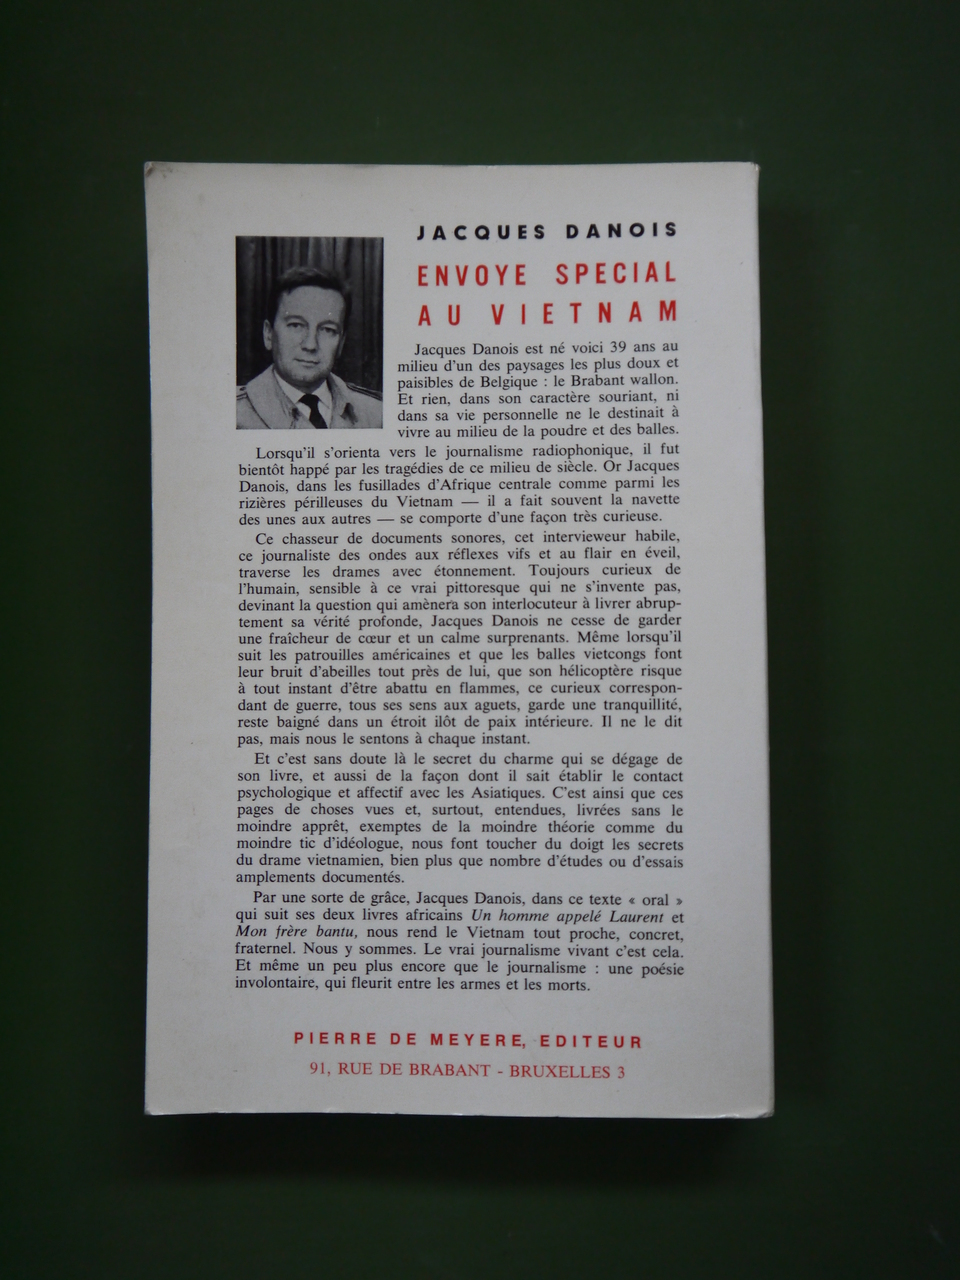 JACQUES DANOIS
ENVOYE SPECIAL
AU VIETNAM
Jacques Danois est né voici 39 ans au
milieu d'un des paysages les plus doux et
paisibles de Belgique : le Brabant wallon.
Et rien, dans son caractère souriant, ni
dans sa vie personnelle ne le destinait à
vivre au milieu de la poudre et des balles.
Lorsqu'il s'orienta vers le journalisme radiophonique, il fut
bientôt happé par les tragédies de ce milieu de siècle. Or Jacques
Danois, dans les fusillades d'Afrique centrale comme parmi les
rizières périlleuses du Vietnam — il a fait souvent la navette
des unes aux autres — se comporte d'une façon très curieuse.
Ce chasseur de documents sonores, cet intervieweur habile,
ce journaliste des ondes aux réflexes vifs et au flair en éveil,
traverse les drames avec étonnement. Toujours curieux de
l'humain, sensible à ce vrai pittoresque qui ne s'invente pas,
devinant la question qui amènera son interlocuteur à livrer abrup-
tement sa vérité profonde, Jacques Danois ne cesse de garder
une fraîcheur de cœur et un calme surprenants. Même lorsqu'il
suit les patrouilles américaines et que les balles vietcongs font
leur bruit d'abeilles tout près de lui, que son hélicoptère risque
à tout instant d'être abattu en flammes, ce curieux correspon-
dant de guerre, tous ses sens aux aguets, garde une tranquillité,
reste baigné dans un étroit ilôt de paix intérieure. Il ne le dit
pas, mais nous le sentons à chaque instant.
Et c'est sans doute là le secret du charme qui se dégage de
son livre, et aussi de la façon dont il sait établir le contact
psychologique et affectif avec les Asiatiques. C'est ainsi que ces
pages de choses vues et, surtout, entendues, livrées sans le
moindre apprêt, exemptes de la moindre théorie comme du
moindre tic d'idéologue, nous font toucher du doigt les secrets
du drame vietnamien, bien plus que nombre d'études ou d'essais
amplements documentés.
Par une sorte de grâce, Jacques Danois, dans ce texte « oral »
qui suit ses deux livres africains Un homme appelé Laurent et
Mon frère bantu, nous rend le Vietnam tout proche, concret,
fraternel. Nous y sommes. Le vrai journalisme vivant c'est cela.
Et même un peu plus encore que le journalisme : une poésie
involontaire, qui fleurit entre les armes et les morts.
PIERRE DE MEYERE, EDITEUR
91, RUE DE BRABANT - BRUXELLES 3